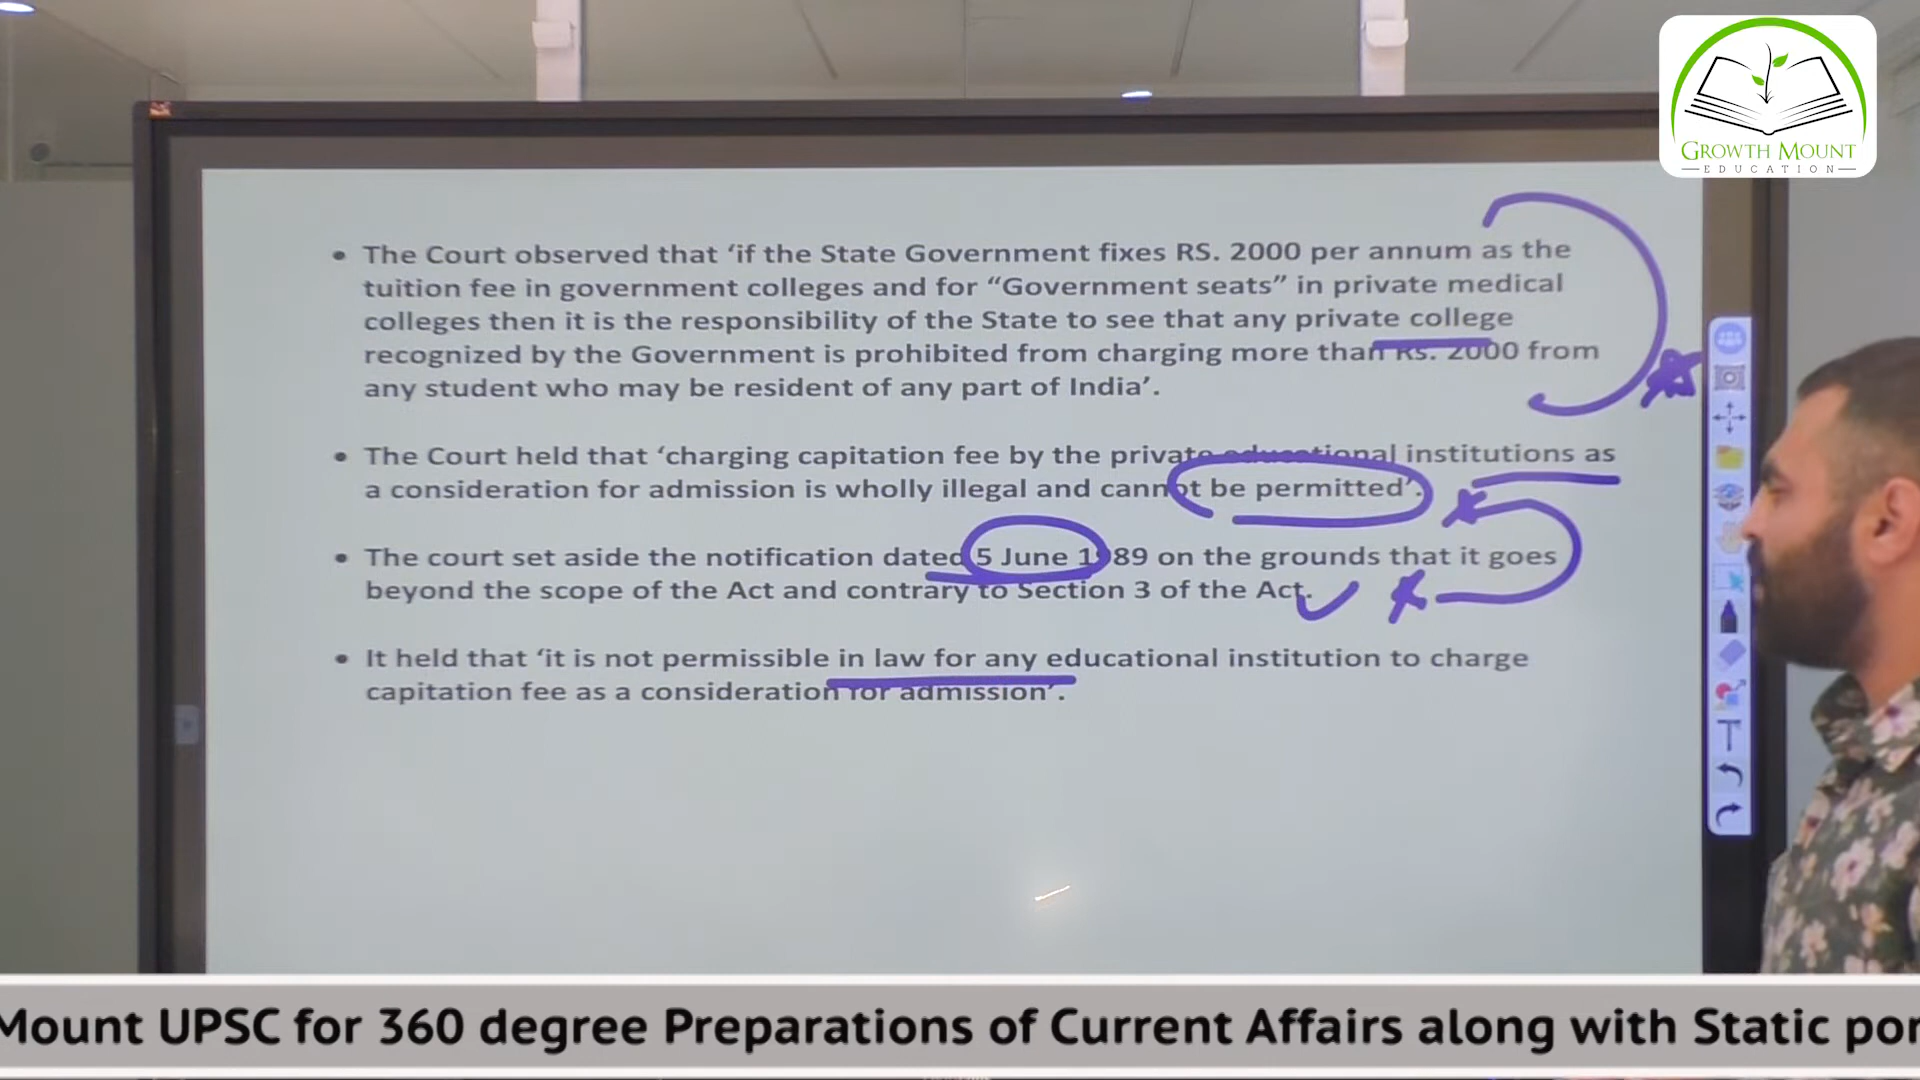 GROWTH MOUNT
EDUCATION
• The Court observed that ‘if the State Government fixes RS. 2000 per annum as the
tuition fee in government colleges and for “Government seats” in private medical
colleges then it is the responsibility of the State to see that any private college
recognized by the Government is prohibited from charging more than Rs. 2000 from
any student who may be resident of any part of India’.
• The Court held that ‘charging capitation fee by the private educational institutions as
a consideration for admission is wholly illegal and cannot be permitted’.
• The court set aside the notification dated 5 June 1989 on the grounds that it goes
beyond the scope of the Act and contrary to Section 3 of the Act.
• It held that ‘it is not permissible in law for any educational institution to charge
capitation fee as a consideration for admission’.
Mount UPSC for 360 degree Preparations of Current Affairs along with Static por